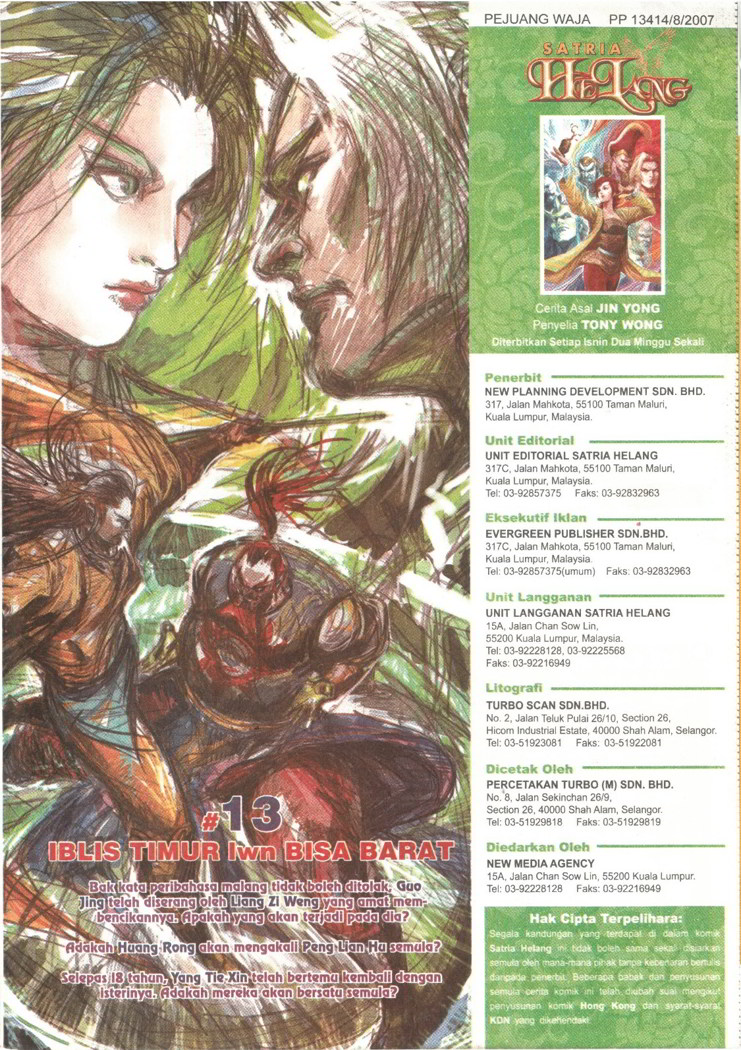 PEJUANG WAJA PP 13414/8/2007
SATRIA
HELANG
Cerita Asal JIN YONG
Penyelia TONY WONG
Diterbitkan Setiap Isnin Dua Minggu Sekali
Penerbit
NEW PLANNING DEVELOPMENT SDN. BHD.
317, Jalan Mahkota, 55100 Taman Maluri,
Kuala Lumpur, Malaysia.
Unit Editorial
UNIT EDITORIAL SATRIA HELANG
317C, Jalan Mahkota, 55100 Taman Maluri,
Kuala Lumpur, Malaysia.
Tel: 03-92857375 Faks: 03-92832963
Eksekutif Iklan
EVERGREEN PUBLISHER SDN.BHD.
317C, Jalan Mahkota, 55100 Taman Maluri,
Kuala Lumpur, Malaysia.
Tel: 03-92857375(umum) Faks: 03-92832963
Unit Langganan
UNIT LANGGANAN SATRIA HELANG
15A, Jalan Chan Sow Lin,
55200 Kuala Lumpur, Malaysia.
Tel: 03-92228128, 03-92225568
Faks: 03-92216949
Litografi
TURBO SCAN SDN.BHD.
No. 2, Jalan Teluk Pulai 26/10, Section 26,
Hicom Industrial Estate, 40000 Shah Alam, Selangor.
Tel: 03-51923081 Faks: 03-51922081
Dicetak Oleh
PERCETAKAN TURBO (M) SDN. BHD.
No. 8, Jalan Sekinchan 26/9,
Section 26, 40000 Shah Alam, Selangor.
Tel: 03-51929818 Faks: 03-51929819
Diedarkan Oleh
NEW MEDIA AGENCY
15A, Jalan Chan Sow Lin, 55200 Kuala Lumpur.
Tel: 03-92228128 Faks: 03-92216949
Hak Cipta Terpelihara:
Segala kandungan yang terdapat di dalam komik
Satria Helang ini tidak boleh sama sekali disiarkan
semula oleh mana-mana pihak tanpa kebenaran bertulis
daripada penerbit. Beberapa babak dan penyusunan
semula cerita komik ini telah diubah suai mengikut
penyusunan komik Hong Kong dan syarat-syarat
KDN yang dikehendaki.
#13
IBLIS TIMUR lwn BISA BARAT
Bak kata peribahasa malang tidak boleh ditolak, Guo
Jing telah diserang oleh Liang Zi Weng yang amat mem-
bencikannya. Apakah yang akan terjadi pada dia?
Adakah Huang Rong akan mengakali Peng Lian Hu semula?
Selepas 18 tahun, Yang Tie Xin telah bertemu kembali dengan
isterinya. Adakah mereka akan bersatu semula?